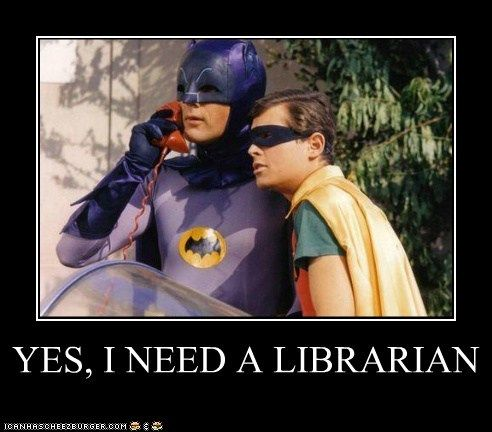 YES, I NEED A LIBRARIAN
ICANHASCHEEZBURGER.COM